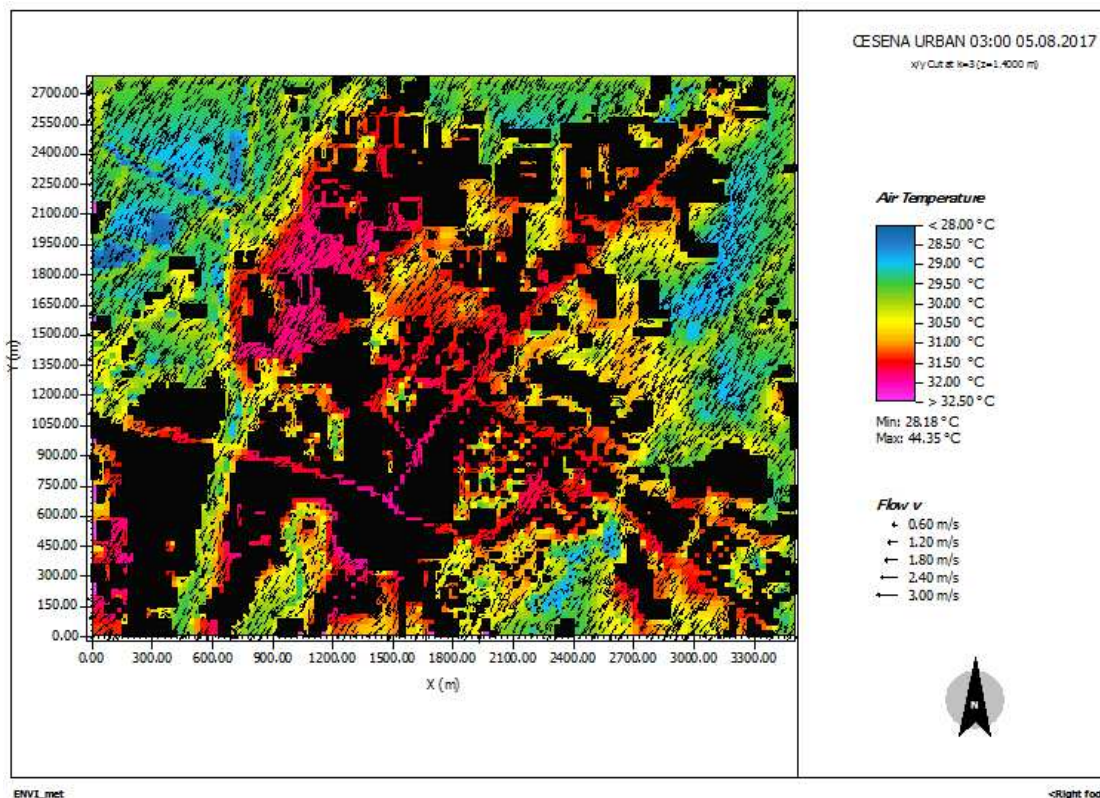 CESENA URBAN 03:00 05.08.2017
x/y Cut at k=3 (z=1.4000 m)
Y (m)
2700.00
2550.00
2400.00
2250.00
2100.00
1950.00
1800.00
1650.00
1500.00
1350.00
1200.00
1050.00
900.00
750.00
600.00
450.00
300.00
150.00
0.00
0.00 300.00 600.00 900.00 1200.00 1500.00 1800.00 2100.00 2400.00 2700.00 3000.00 3300.00
X (m)
Air Temperature
< 28.00 °C
28.50 °C
29.00 °C
29.50 °C
30.00 °C
30.50 °C
31.00 °C
31.50 °C
32.00 °C
> 32.50 °C
Min: 28.18 °C
Max: 44.35 °C
Flow v
0.60 m/s
1.20 m/s
1.80 m/s
2.40 m/s
3.00 m/s
N
ENVI_met
<Right foo